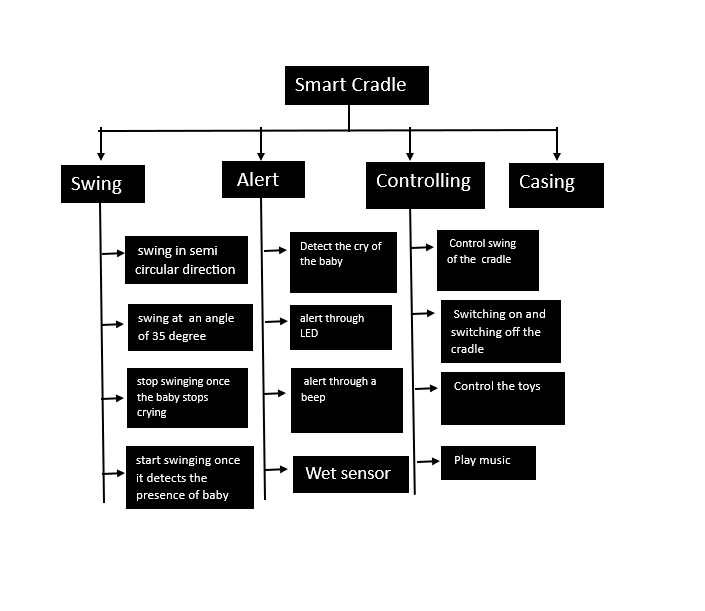 Smart Cradle
Swing
Alert
Controlling
Casing
swing in semi
circular direction
swing at an angle
of 35 degree
stop swinging once
the baby stops
crying
start swinging once
it detects the
presence of baby
Detect the cry of
the baby
alert through
LED
alert through a
beep
Wet sensor
Control swing
of the cradle
Switching on and
switching off the
cradle
Control the toys
Play music